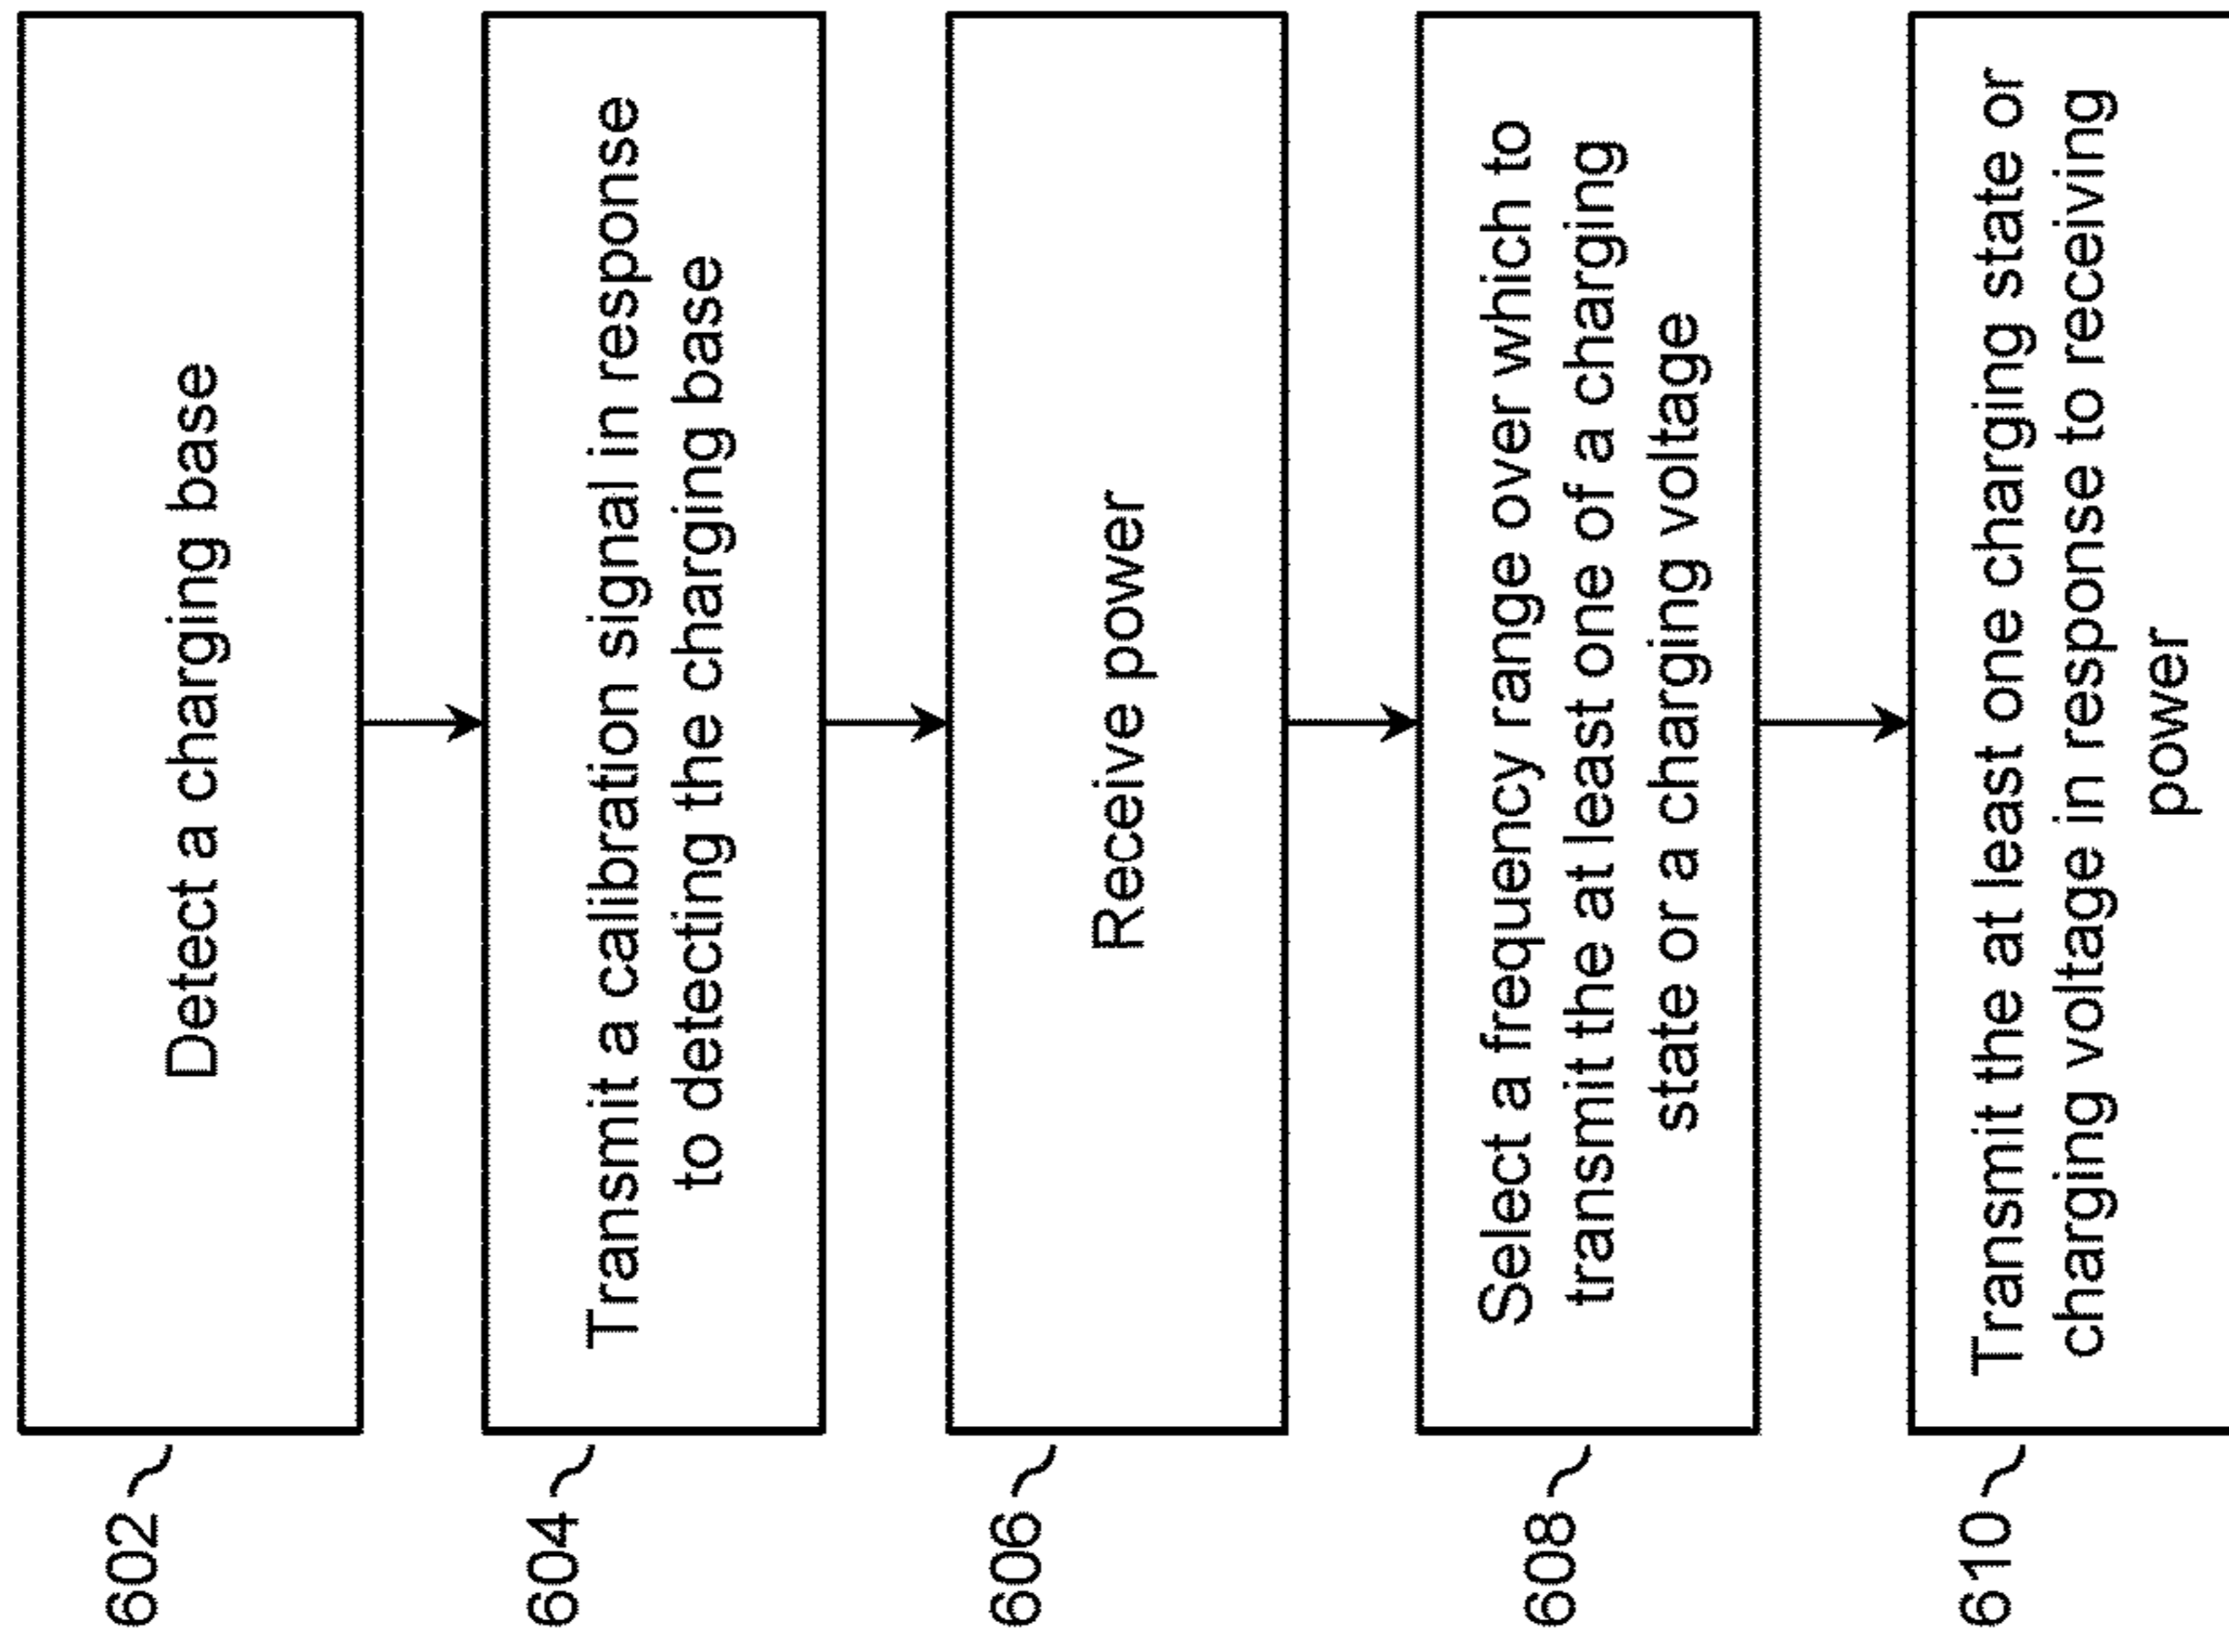 602
Detect a charging base
604
Transmit a calibration signal in response
to detecting the charging base
606
Receive power
608
Select a frequency range over which to
transmit the at least one of a charging
state or a charging voltage
610
Transmit the at least one charging state or
charging voltage in response to receiving
power